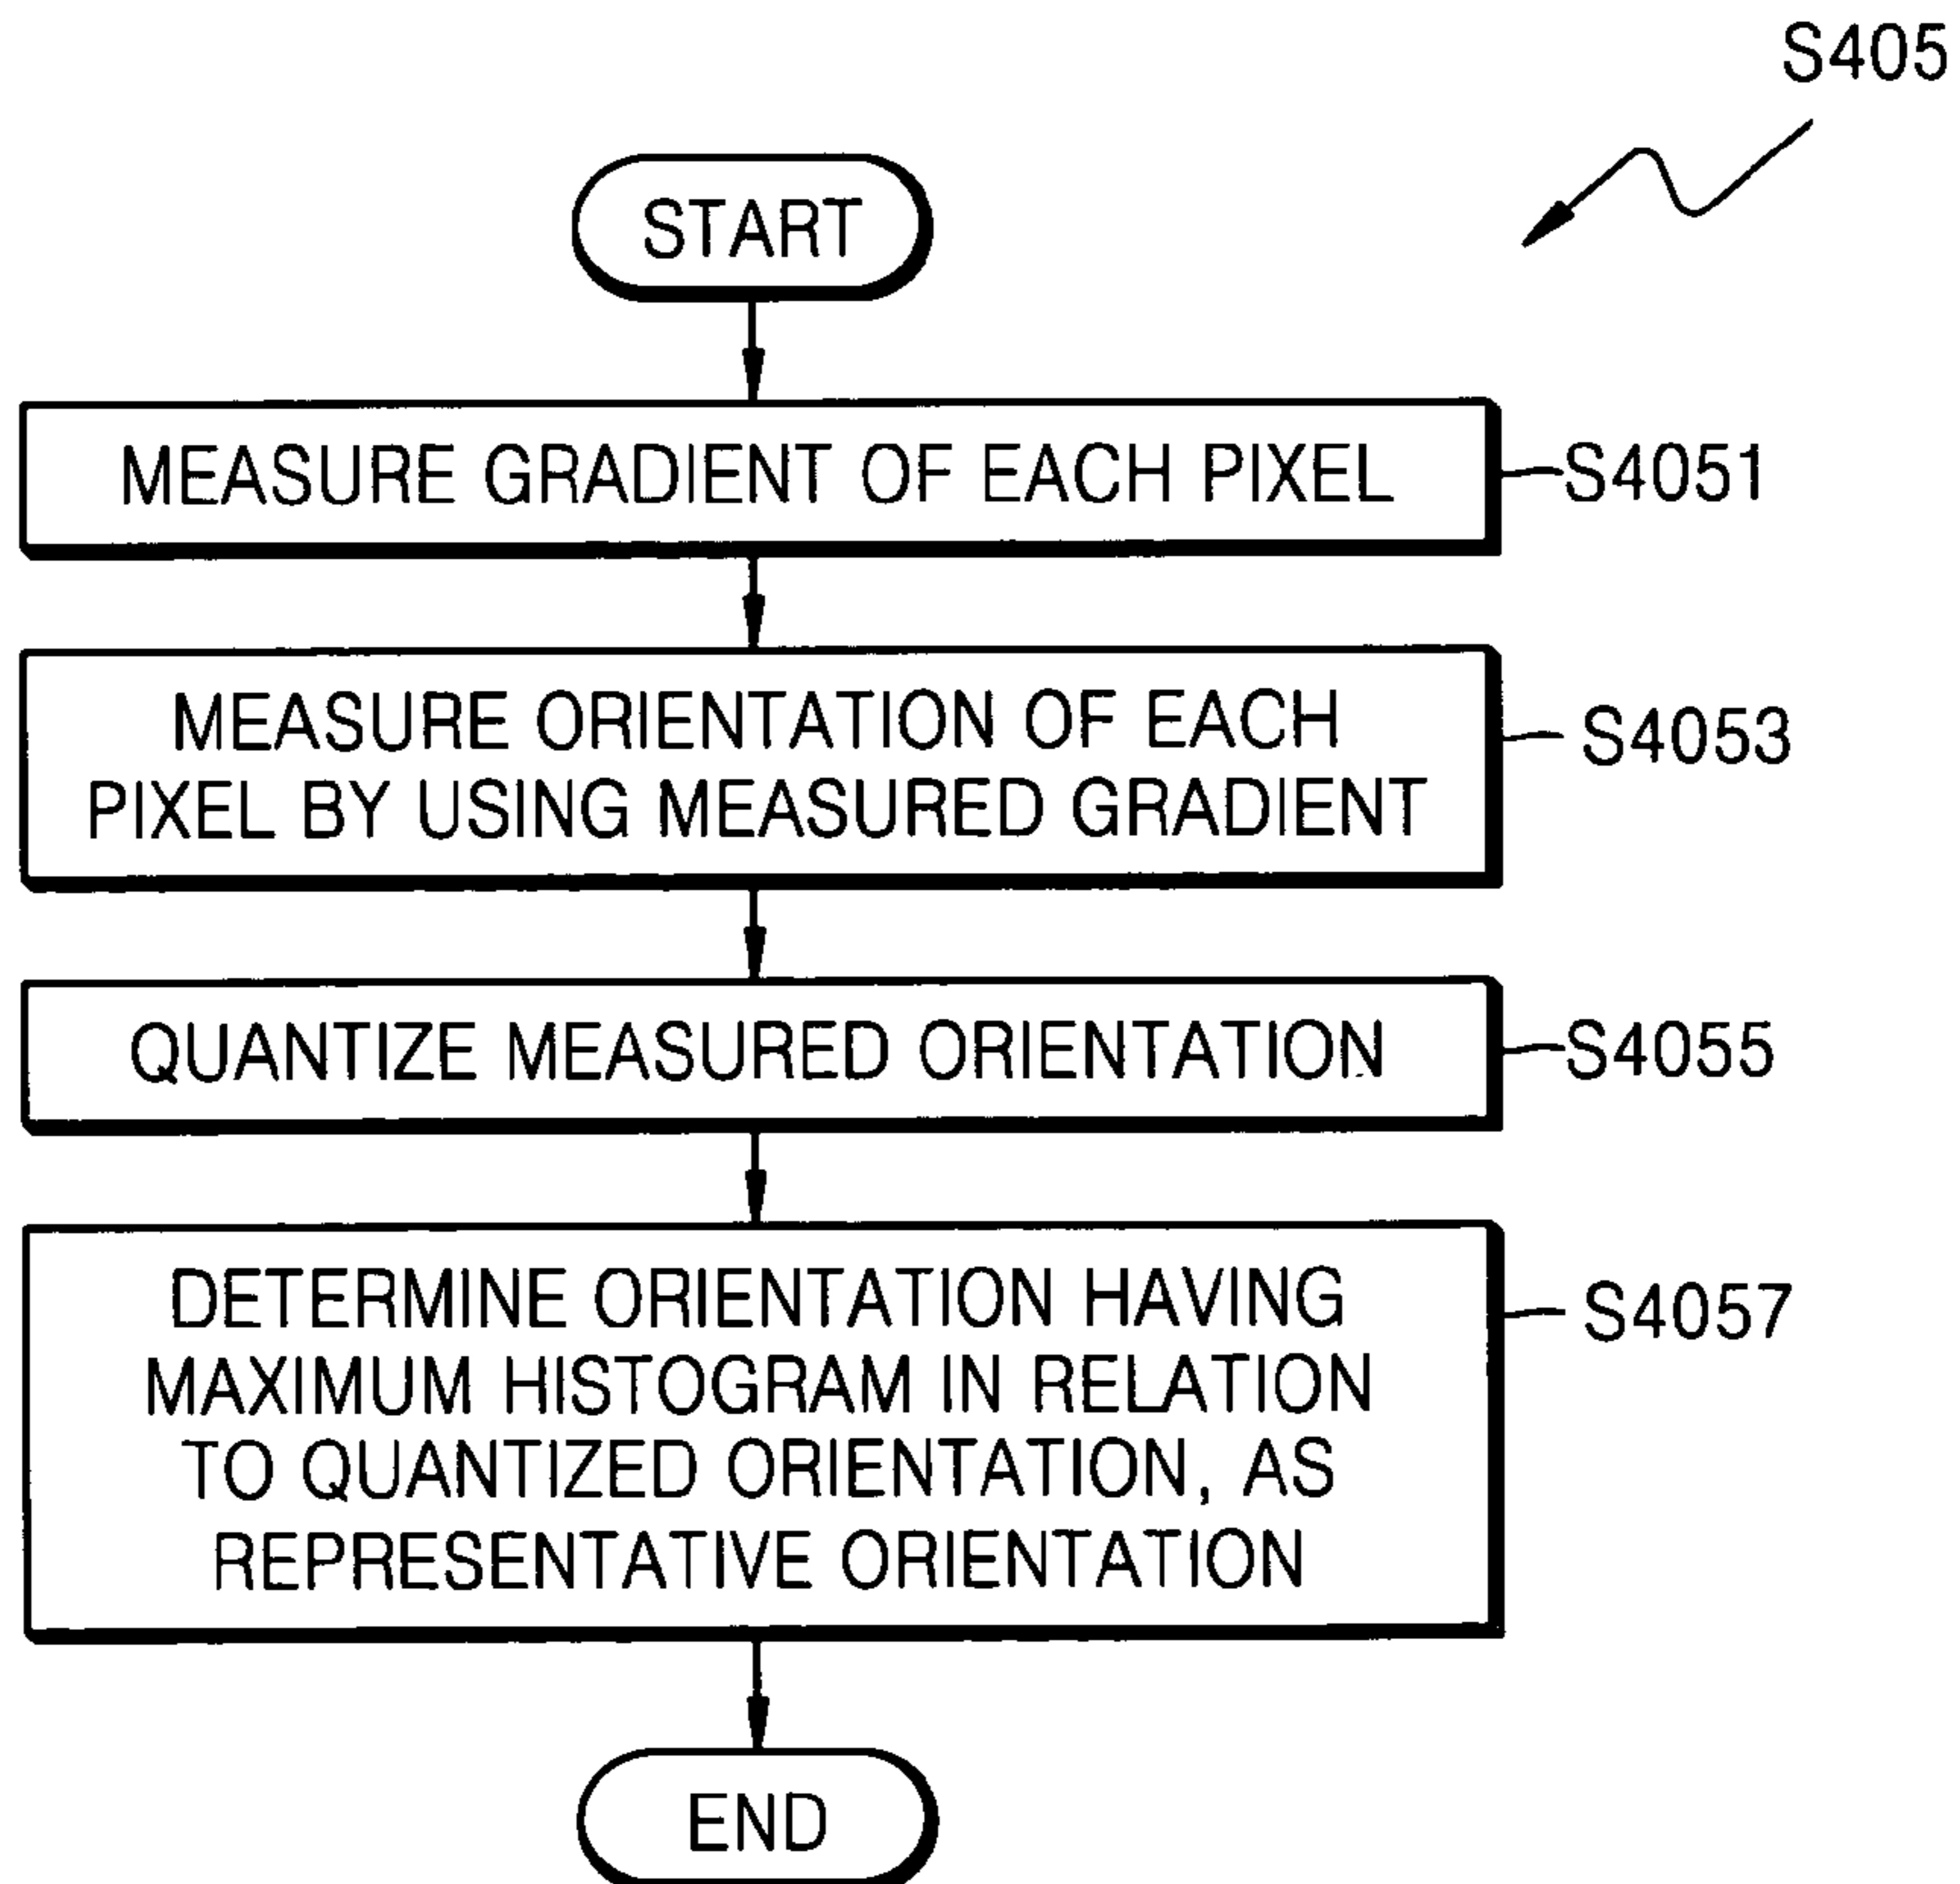 S405
START
MEASURE GRADIENT OF EACH PIXEL
S4051
MEASURE ORIENTATION OF EACH
PIXEL BY USING MEASURED GRADIENT
S4053
QUANTIZE MEASURED ORIENTATION
S4055
DETERMINE ORIENTATION HAVING
MAXIMUM HISTOGRAM IN RELATION
TO QUANTIZED ORIENTATION, AS
REPRESENTATIVE ORIENTATION
S4057
END